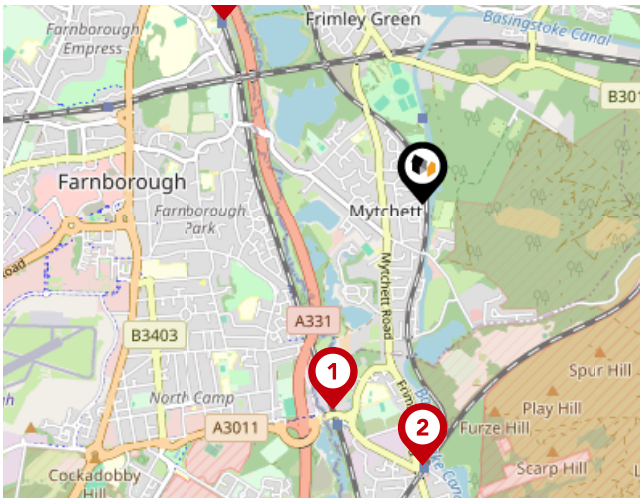 Frimley Green
Basingstoke Canal
Farnborough
Empress
B301
Farnborough
Farnborough
Park
Mytchett
Road
Mytchett Road
A331
B3403
1
Spur Hill
North Camp
Play Hill
A3011
2
Furze Hill
Cockadobby
Hill
Scarp Hill